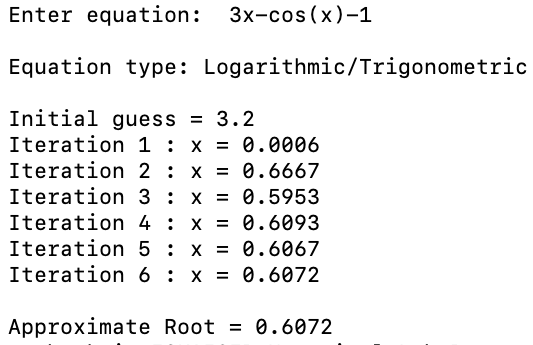 Enter equation:  3x-cos(x)-1
Equation type: Logarithmic/Trigonometric
Initial guess = 3.2
Iteration 1 : x = 0.0006
Iteration 2 : x = 0.6667
Iteration 3 : x = 0.5953
Iteration 4 : x = 0.6093
Iteration 5 : x = 0.6067
Iteration 6 : x = 0.6072
Approximate Root = 0.6072